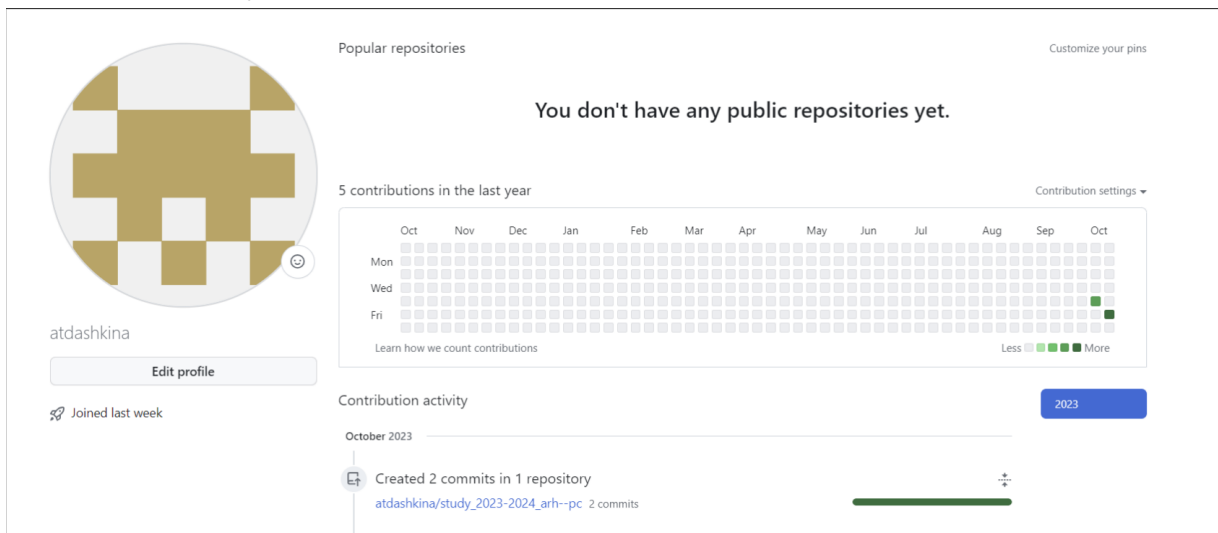 Popular repositories
Customize your pins
You don't have any public repositories yet.
5 contributions in the last year
Contribution settings
Oct Nov Dec Jan Feb Mar Apr May Jun Jul Aug Sep Oct
Mon
Wed
Fri
Learn how we count contributions
Less More
atdashkina
Edit profile
Joined last week
Contribution activity
2023
October 2023
Created 2 commits in 1 repository
atdashkina/study_2023-2024_arh--pc 2 commits